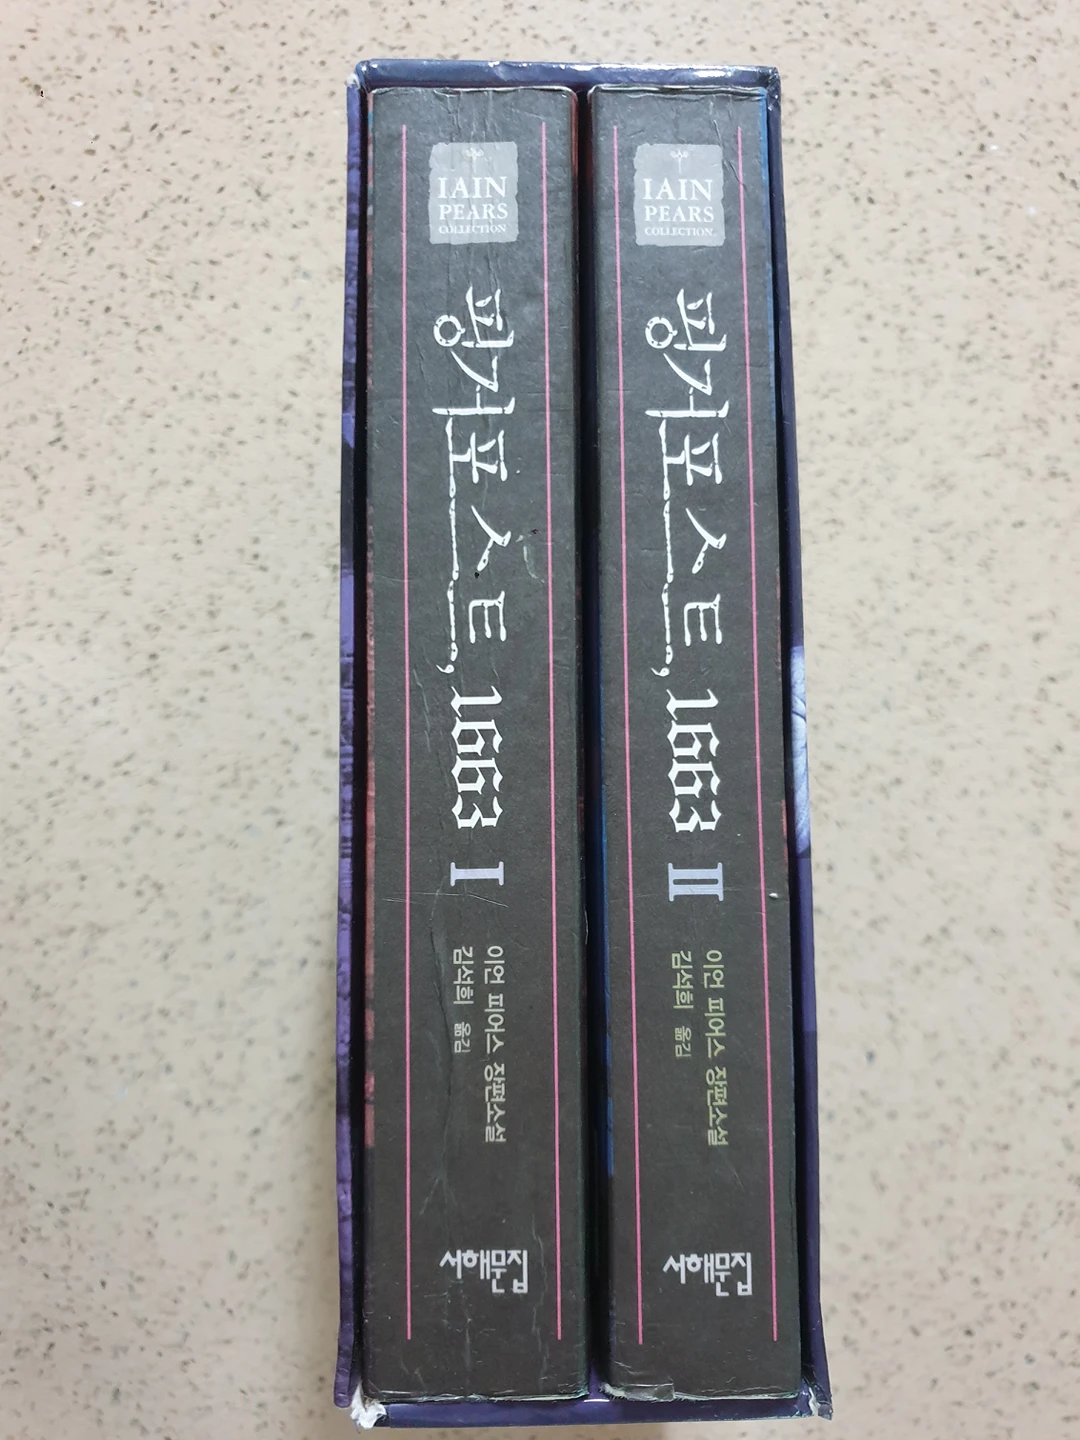 IAIN
PEARS
COLLECTION
핑거포스트, 1663 I
이언 피어스 장편소설
김석희 옮김
서해문집
IAIN
PEARS
COLLECTION
핑거포스트, 1663 II
이언 피어스 장편소설
김석희 옮김
서해문집